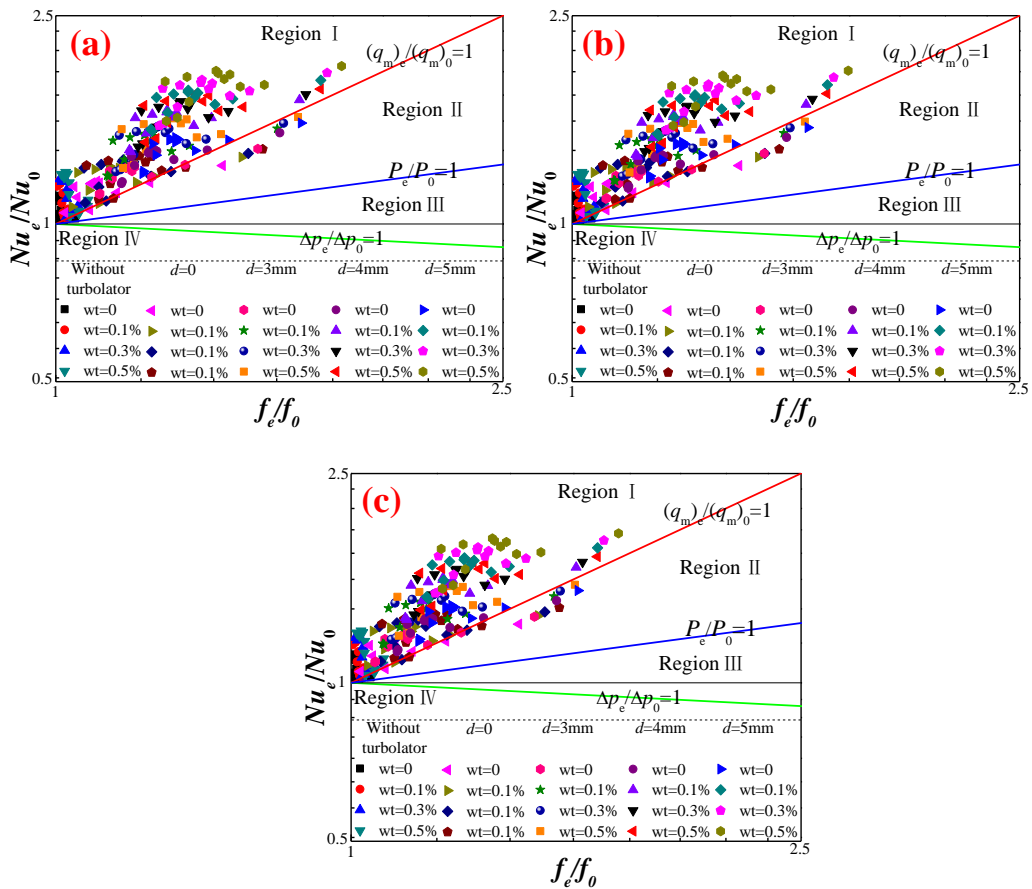 (a)
2.5
Region Ⅰ
(qm)e/(qm)0=1
Region Ⅱ
Pe/P0=1
Region Ⅲ
Nue/Nu0
1
Region Ⅳ
Δpe/Δp0=1
Without turbolator
d=0
d=3mm
d=4mm
d=5mm
wt=0 wt=0 wt=0 wt=0 wt=0
wt=0.1% wt=0.1% wt=0.1% wt=0.1% wt=0.1%
wt=0.3% wt=0.1% wt=0.3% wt=0.3% wt=0.3%
wt=0.5% wt=0.1% wt=0.5% wt=0.5% wt=0.5%
0.5
1
fe/f0
2.5
(b)
2.5
Region Ⅰ
(qm)e/(qm)0=1
Region Ⅱ
Pe/P0=1
Region Ⅲ
Nue/Nu0
1
Region Ⅳ
Δpe/Δp0=1
Without turbolator
d=0
d=3mm
d=4mm
d=5mm
wt=0 wt=0 wt=0 wt=0 wt=0
wt=0.1% wt=0.1% wt=0.1% wt=0.1% wt=0.1%
wt=0.3% wt=0.1% wt=0.3% wt=0.3% wt=0.3%
wt=0.5% wt=0.1% wt=0.5% wt=0.5% wt=0.5%
0.5
1
fe/f0
2.5
(c)
2.5
Region Ⅰ
(qm)e/(qm)0=1
Region Ⅱ
Pe/P0=1
Region Ⅲ
Nue/Nu0
1
Region Ⅳ
Δpe/Δp0=1
Without turbolator
d=0
d=3mm
d=4mm
d=5mm
wt=0 wt=0 wt=0 wt=0 wt=0
wt=0.1% wt=0.1% wt=0.1% wt=0.1% wt=0.1%
wt=0.3% wt=0.1% wt=0.3% wt=0.3% wt=0.3%
wt=0.5% wt=0.1% wt=0.5% wt=0.5% wt=0.5%
0.5
1
fe/f0
2.5